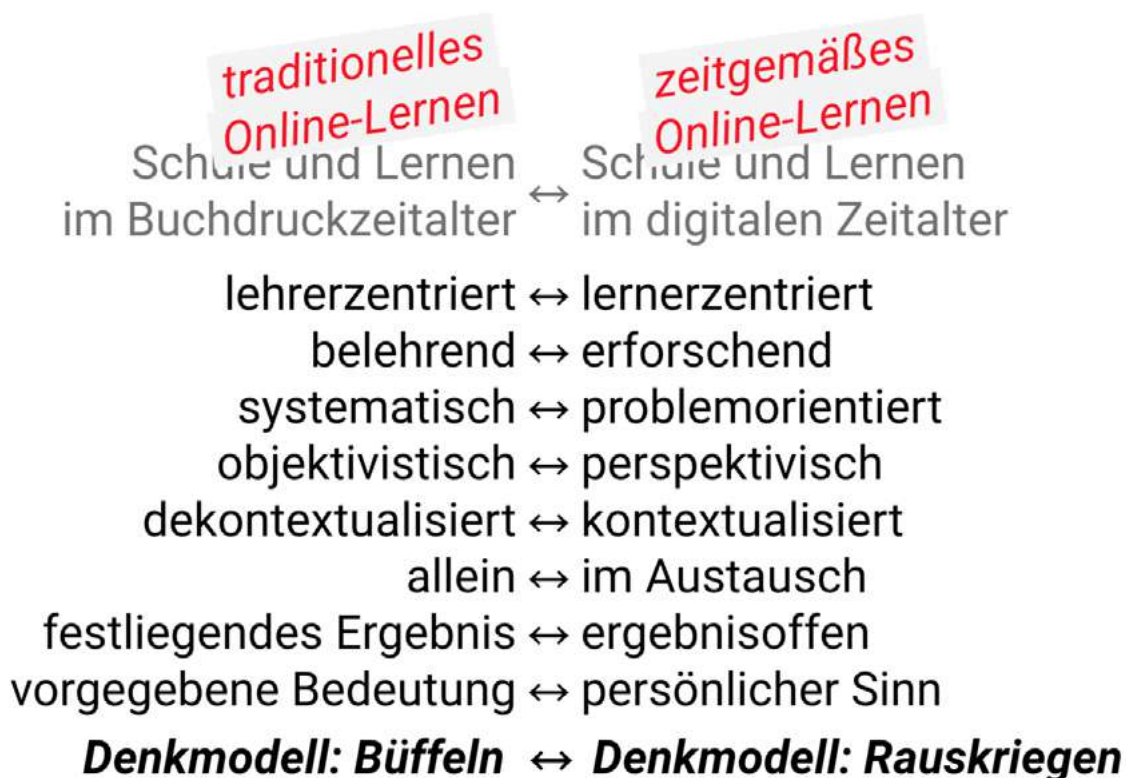 traditionelles
Online-Lernen
zeitgemäßes
Online-Lernen
Schule und Lernen
im Buchdruckzeitalter
↔
Schule und Lernen
im digitalen Zeitalter
lehrerzentriert ↔ lernerzentriert
belehrend ↔ erforschend
systematisch ↔ problemorientiert
objektivistisch ↔ perspektivisch
dekontextualisiert ↔ kontextualisiert
allein ↔ im Austausch
festliegendes Ergebnis ↔ ergebnisoffen
vorgegebene Bedeutung ↔ persönlicher Sinn
Denkmodell: Büffeln ↔ Denkmodell: Rauskriegen